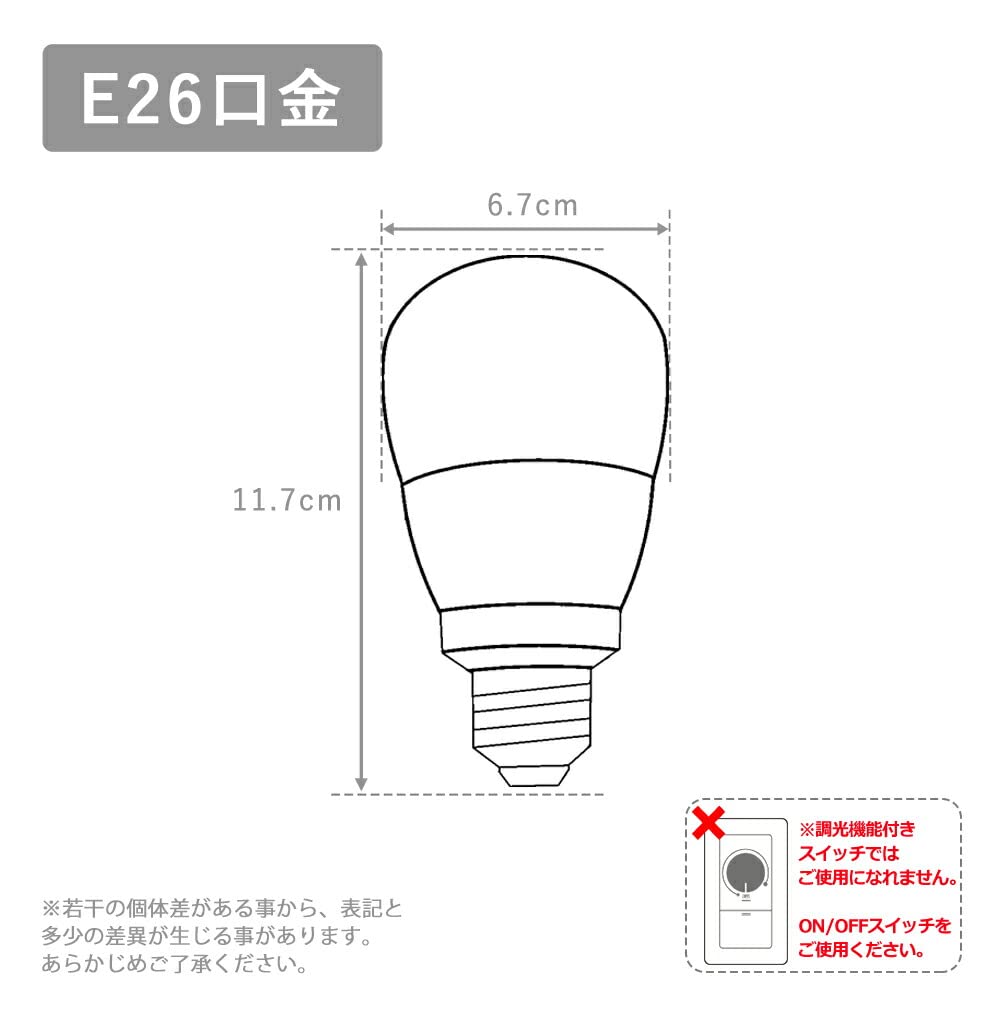 E26口金
6.7cm
11.7cm
※調光機能付き
スイッチでは
ご使用になれません。
ON/OFFスイッチを
ご使用ください。
※若干の個体差がある事から、表記と
多少の差異が生じる事があります。
あらかじめご了承ください。